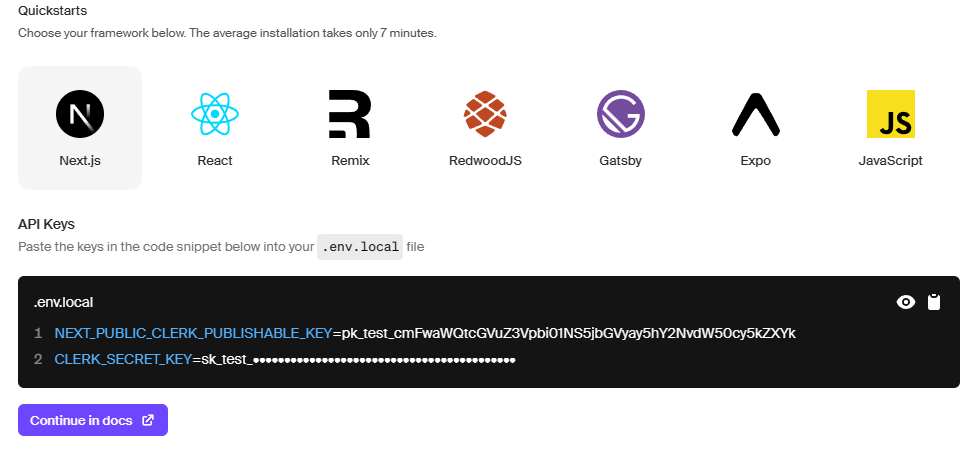 Quickstarts
Choose your framework below. The average installation takes only 7 minutes.
Next.js React Remix RedwoodJS Gatsby Expo JavaScript
JS
API Keys
Paste the keys in the code snippet below into your .env.local file
.env.local
1 NEXT_PUBLIC_CLERK_PUBLISHABLE_KEY=pk_test_cmFwaWQtcGVuZ3Vpbi01NS5jbGVyay5hY2NvdW50cy5kZXYk
2 CLERK_SECRET_KEY=sk_test_••••••••••••••••••••••••••••••••••••••••••
Continue in docs